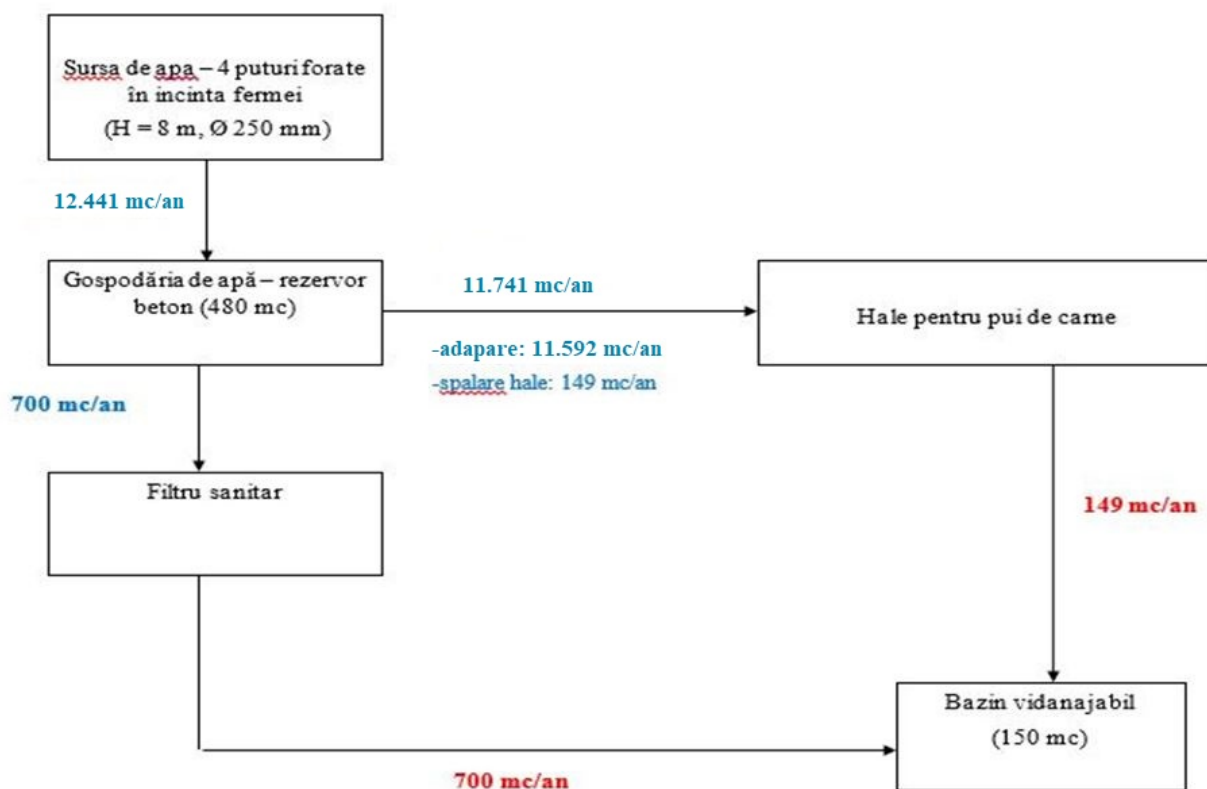 Sursa de apa – 4 puturi forate
în incinta fermei
(H = 8 m, Ø 250 mm)
12.441 mc/an
Gospodăria de apă – rezervor
beton (480 mc)
11.741 mc/an
-adapare: 11.592 mc/an
-spalare hale: 149 mc/an
Hale pentru pui de carne
700 mc/an
Filtru sanitar
149 mc/an
Bazin vidanajabil
(150 mc)
700 mc/an